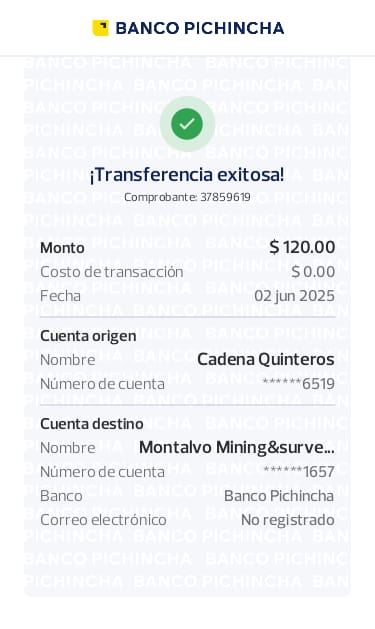 BANCO PICHINCHA
¡Transferencia exitosa!
Comprobante: 37859619
Monto $ 120.00
Costo de transacción $ 0.00
Fecha 02 jun 2025
Cuenta origen
Nombre Cadena Quinteros
Número de cuenta ******6519
Cuenta destino
Nombre Montalvo Mining&surve...
Número de cuenta ******1657
Banco Banco Pichincha
Correo electrónico No registrado